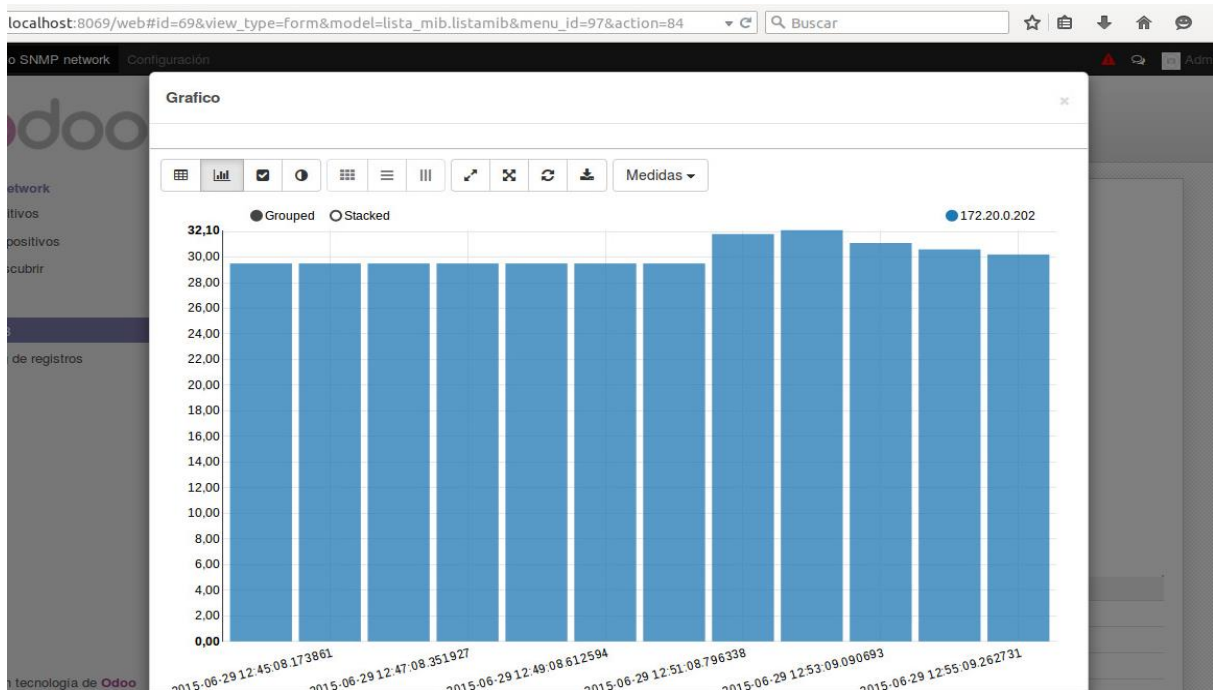 localhost:8069/web#id=69&view_type=form&model=lista_mib.listamib&menu_id=97&action=84
Buscar
o SNMP network Configuración
Adm
Grafico
×
odoo
etwork
itivos
positivos
scubrir
de registros
Medidas
Grouped Stacked
172.20.0.202
32,10
30,00
28,00
26,00
24,00
22,00
20,00
18,00
16,00
14,00
12,00
10,00
8,00
6,00
4,00
2,00
0,00
2015-06-29 12:45:08.173861
2015-06-29 12:47:08.351927
2015-06-29 12:49:08.612594
2015-06-29 12:51:08.796338
2015-06-29 12:53:09.090693
2015-06-29 12:55:09.262731
n tecnología de Odoo